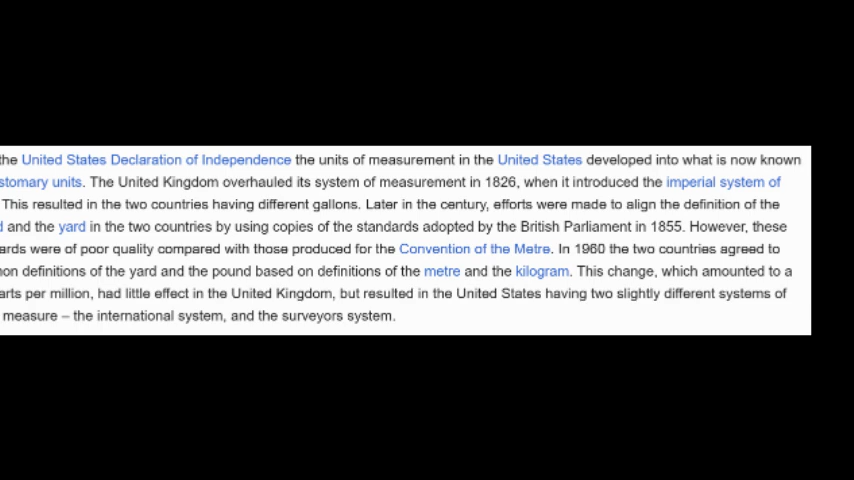 the United States Declaration of Independence the units of measurement in the United States developed into what is now known
stomary units. The United Kingdom overhauled its system of measurement in 1826, when it introduced the imperial system of
This resulted in the two countries having different gallons. Later in the century, efforts were made to align the definition of the
d and the yard in the two countries by using copies of the standards adopted by the British Parliament in 1855. However, these
ards were of poor quality compared with those produced for the Convention of the Metre. In 1960 the two countries agreed to
non definitions of the yard and the pound based on definitions of the metre and the kilogram. This change, which amounted to a
arts per million, had little effect in the United Kingdom, but resulted in the United States having two slightly different systems of
measure – the international system, and the surveyors system.